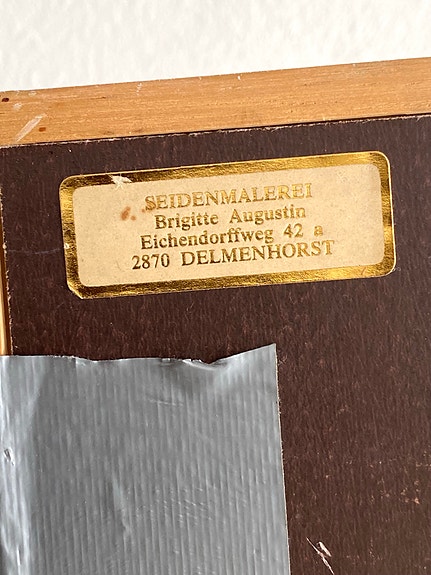 SEIDENMALEREI
Brigitte Augustin
Eichendorffweg 42 a
2870 DELMENHORST